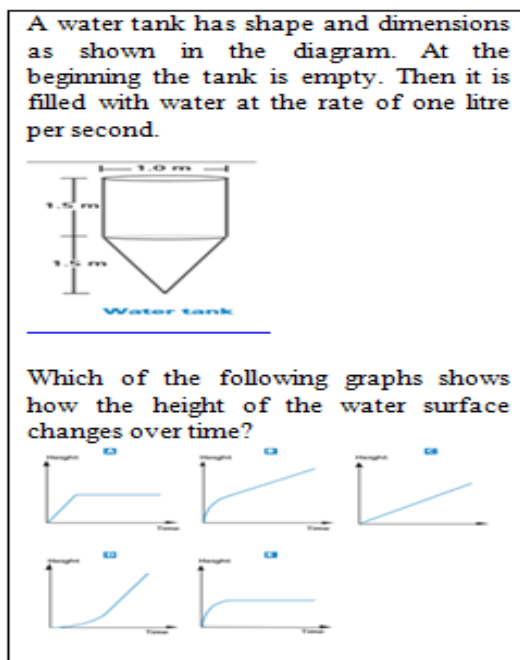 A water tank has shape and dimensions
as shown in the diagram. At the
beginning the tank is empty. Then it is
filled with water at the rate of one litre
per second.
1.0 m
1.5 m
1.5 m
Water tank
Which of the following graphs shows
how the height of the water surface
changes over time?
A
B
C
Height
Height
Height
Time
Time
D
E
Height
Height
Time
Time